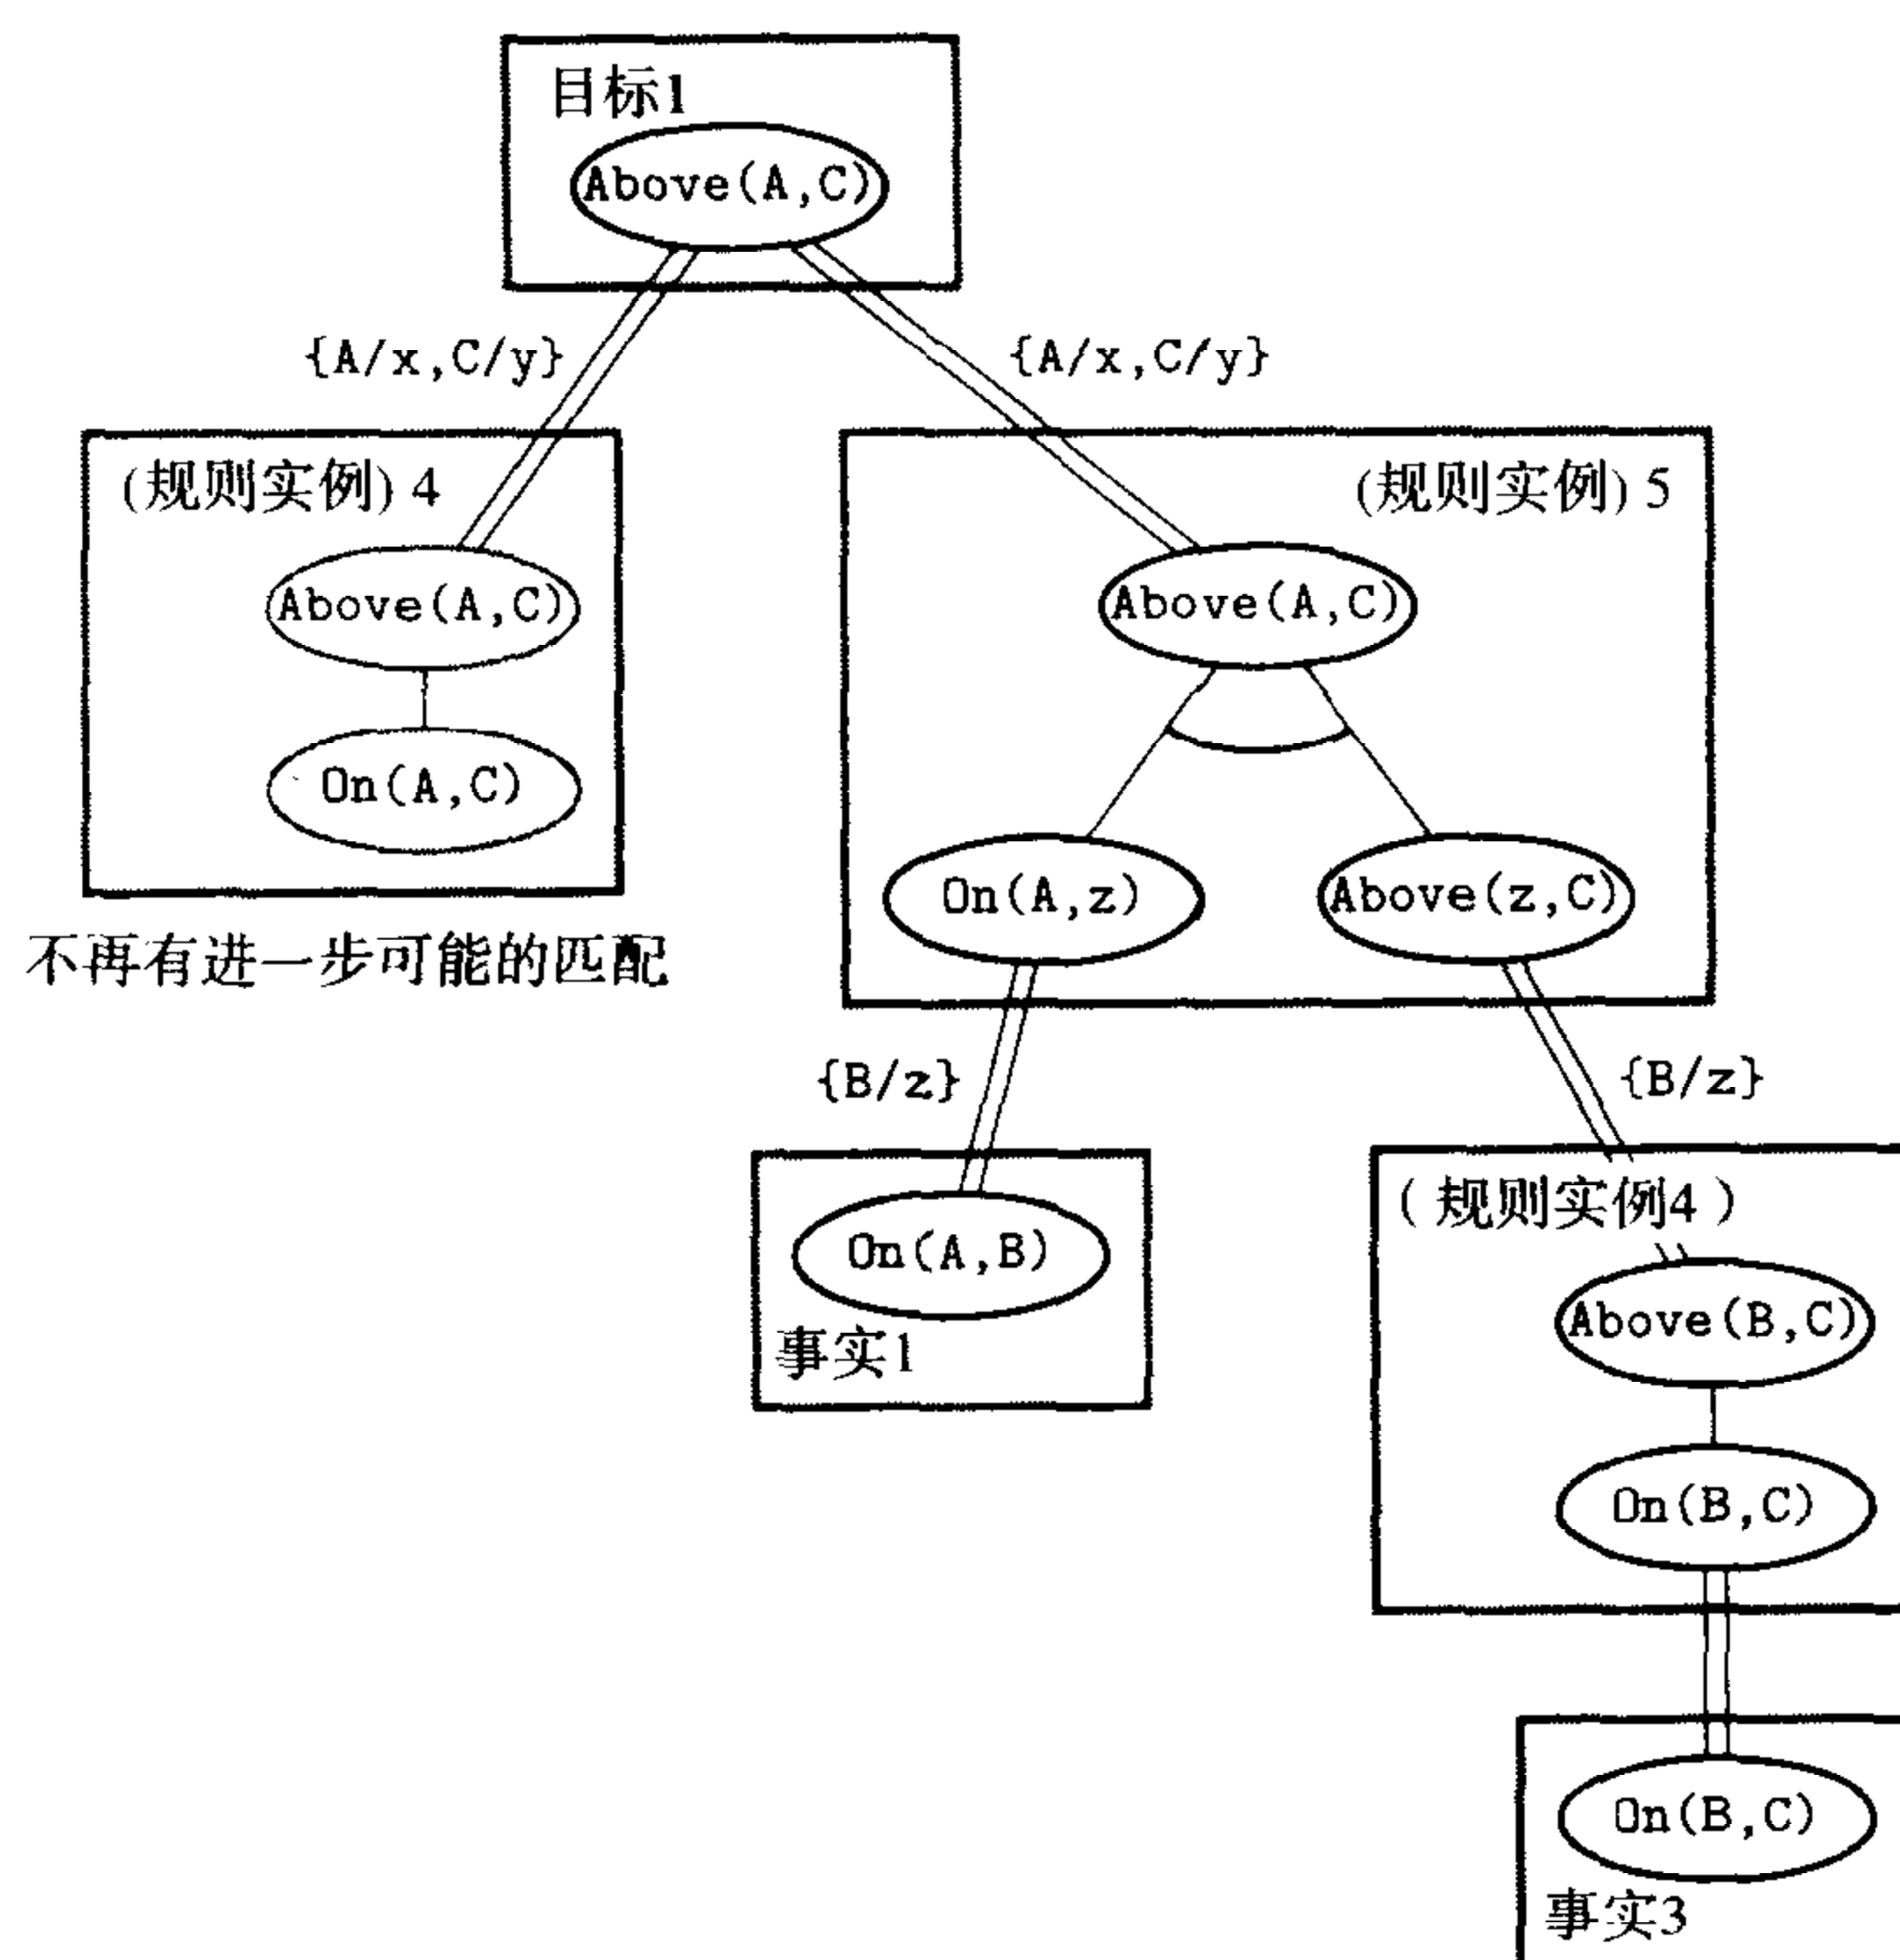 目标1
Above(A,C)
{A/x,C/y}
{A/x,C/y}
(规则实例) 4
(规则实例) 5
Above(A,C)
Above(A,C)
On(A,C)
On(A,z)
Above(z,C)
不再有进一步可能的匹配
{B/z}
{B/z}
(规则实例4)
On(A,B)
Above(B,C)
事实1
On(B,C)
On(B,C)
事实3